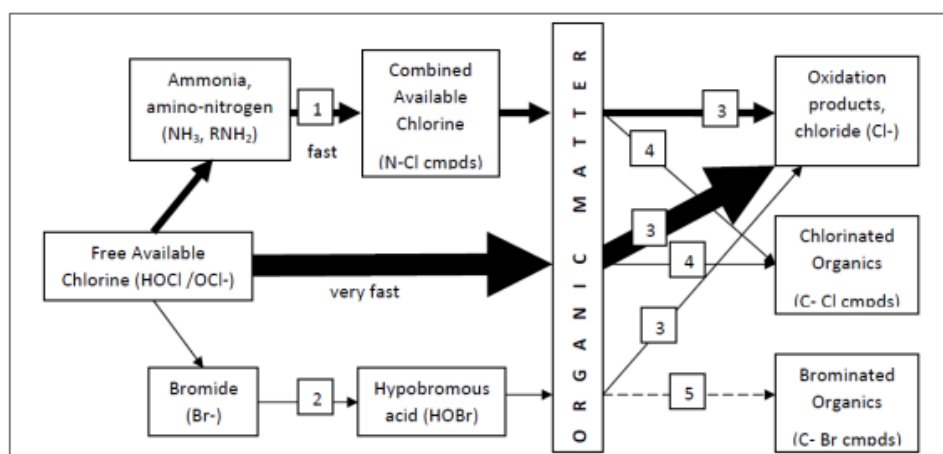 Ammonia,
amino-nitrogen
(NH₃, RNH₂)
1
fast
Combined
Available
Chlorine
(N-Cl cmpds)
Free Available
Chlorine (HOCl /OCl-)
very fast
Bromide
(Br-)
2
Hypobromous
acid (HOBr)
ORGANIC MATTER
3
4
3
4
3
5
Oxidation
products,
chloride (Cl-)
Chlorinated
Organics
(C- Cl cmpds)
Brominated
Organics
(C- Br cmpds)